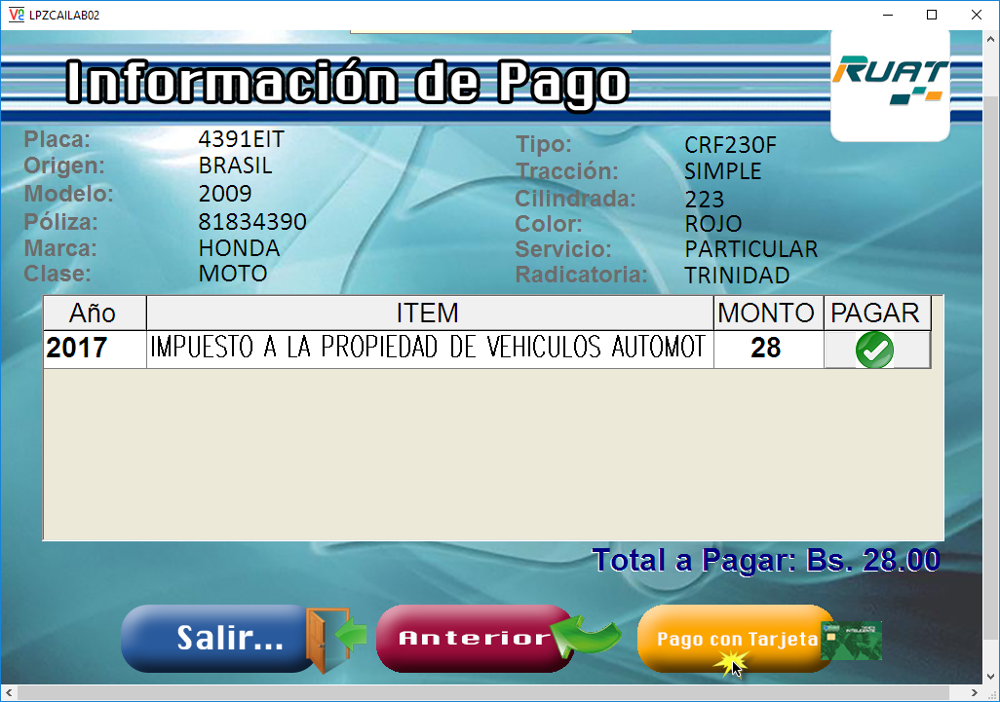 LPZCAILAB02
Información de Pago
RUAT
Placa: 4391EIT
Origen: BRASIL
Modelo: 2009
Póliza: 81834390
Marca: HONDA
Clase: MOTO
Tipo: CRF230F
Tracción: SIMPLE
Cilindrada: 223
Color: ROJO
Servicio: PARTICULAR
Radicatoria: TRINIDAD
Año ITEM MONTO PAGAR
2017 IMPUESTO A LA PROPIEDAD DE VEHICULOS AUTOMOT 28
Total a Pagar: Bs. 28.00
Salir...
Anterior
Pago con Tarjeta
TARJETA
INTELIGENTE